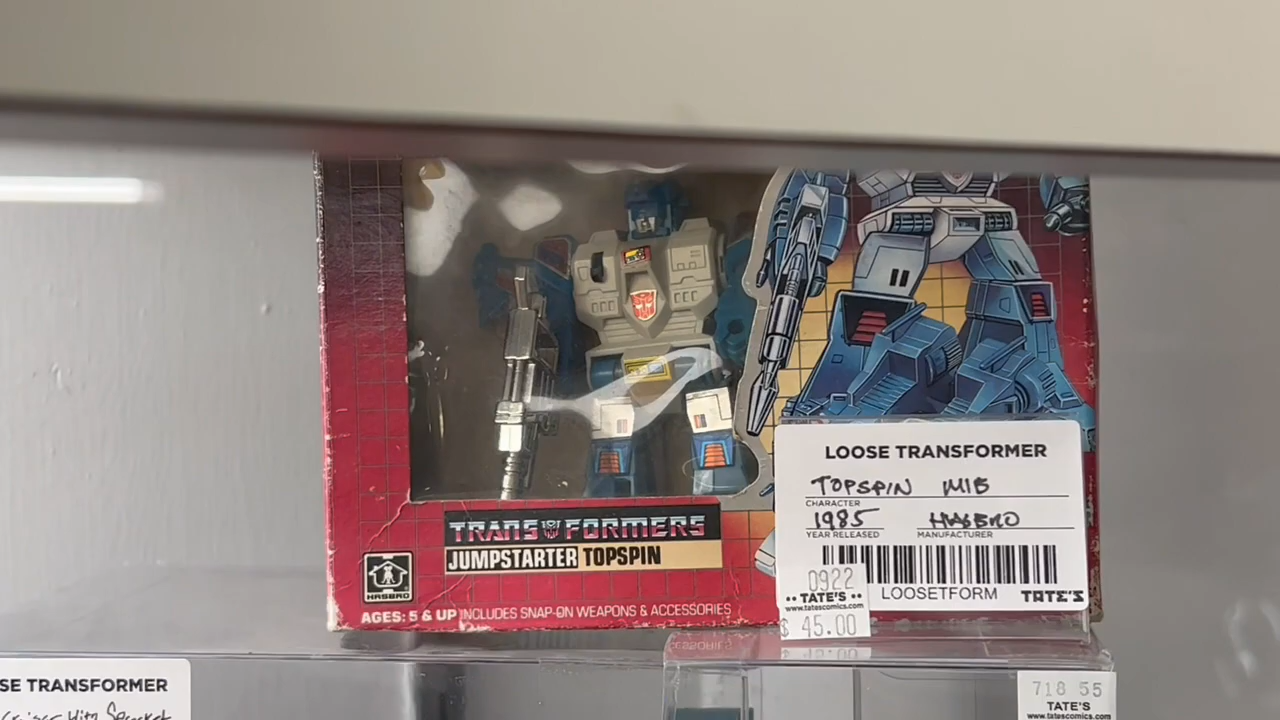 TRANSFORMERS
JUMPSTARTER TOPSPIN
HASBRO
AGES: 5 & UP INCLUDES SNAP-ON WEAPONS & ACCESSORIES
LOOSE TRANSFORMER
TOPSPIN MIB
CHARACTER
1985 HASBRO
YEAR RELEASED MANUFACTURER
LOOSETFORM TATE'S
0922
•• TATE'S ••
www.tatescomics.com
$ 45.00
SE TRANSFORMER
With Sprocket
718 55
TATE'S
www.tatescomics.com